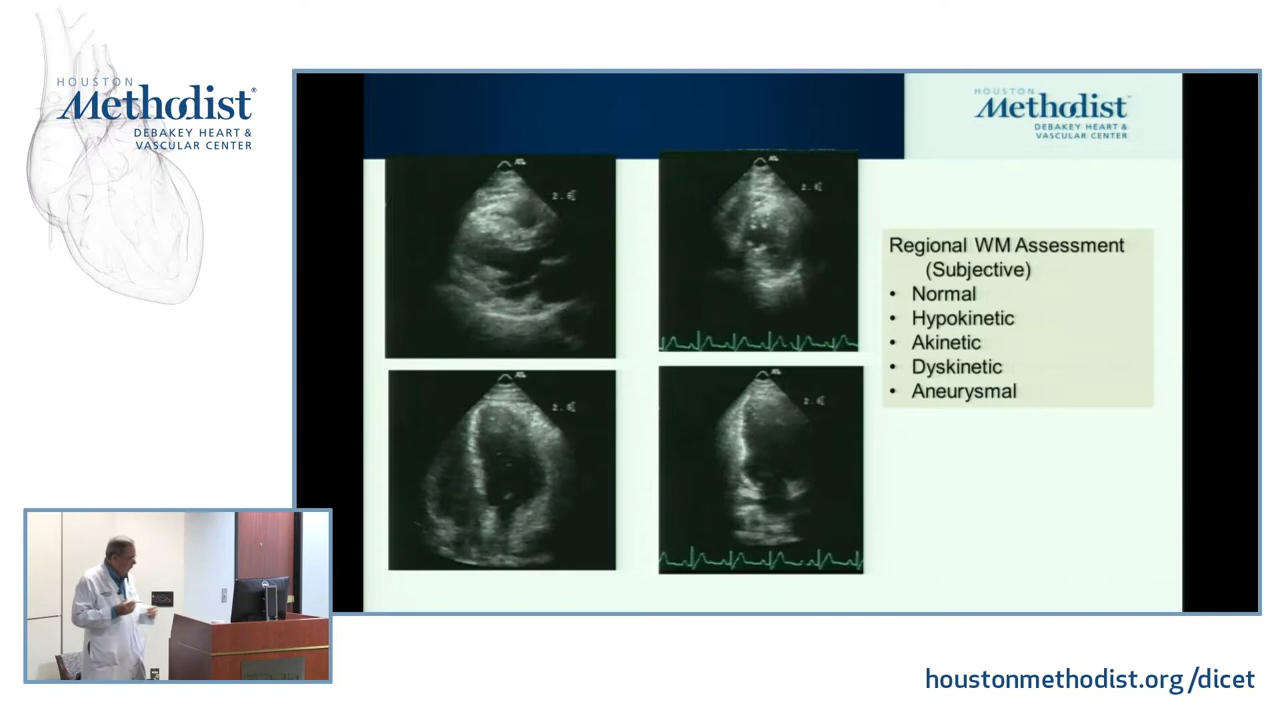 HOUSTON
Methodist®
DEBAKEY HEART &
VASCULAR CENTER
HOUSTON
Methodist
DEBAKEY HEART &
VASCULAR CENTER
Regional WM Assessment
(Subjective)
• Normal
• Hypokinetic
• Akinetic
• Dyskinetic
• Aneurysmal
houstonmethodist.org/dicet